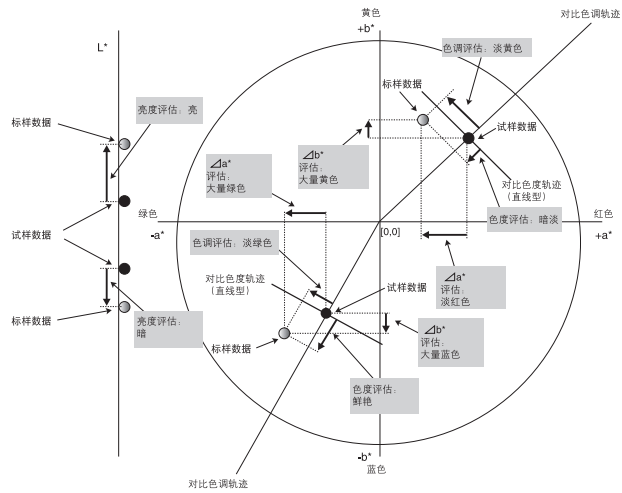 黄色
+b*
对比色调轨迹
L*
色调评估：淡黄色
标样数据
亮度评估：亮
标样数据
试样数据
⊿b*
评估：
大量黄色
⊿a*
评估：
大量绿色
对比色度轨迹
（直线型）
绿色
-a*
色度评估：暗淡
红色
+a*
[0,0]
试样数据
色调评估：淡绿色
⊿a*
评估：
淡红色
对比色度轨迹
（直线型）
试样数据
标样数据
亮度评估：
暗
⊿b*
评估：
大量蓝色
标样数据
色度评估：
鲜艳
-b*
蓝色
对比色调轨迹